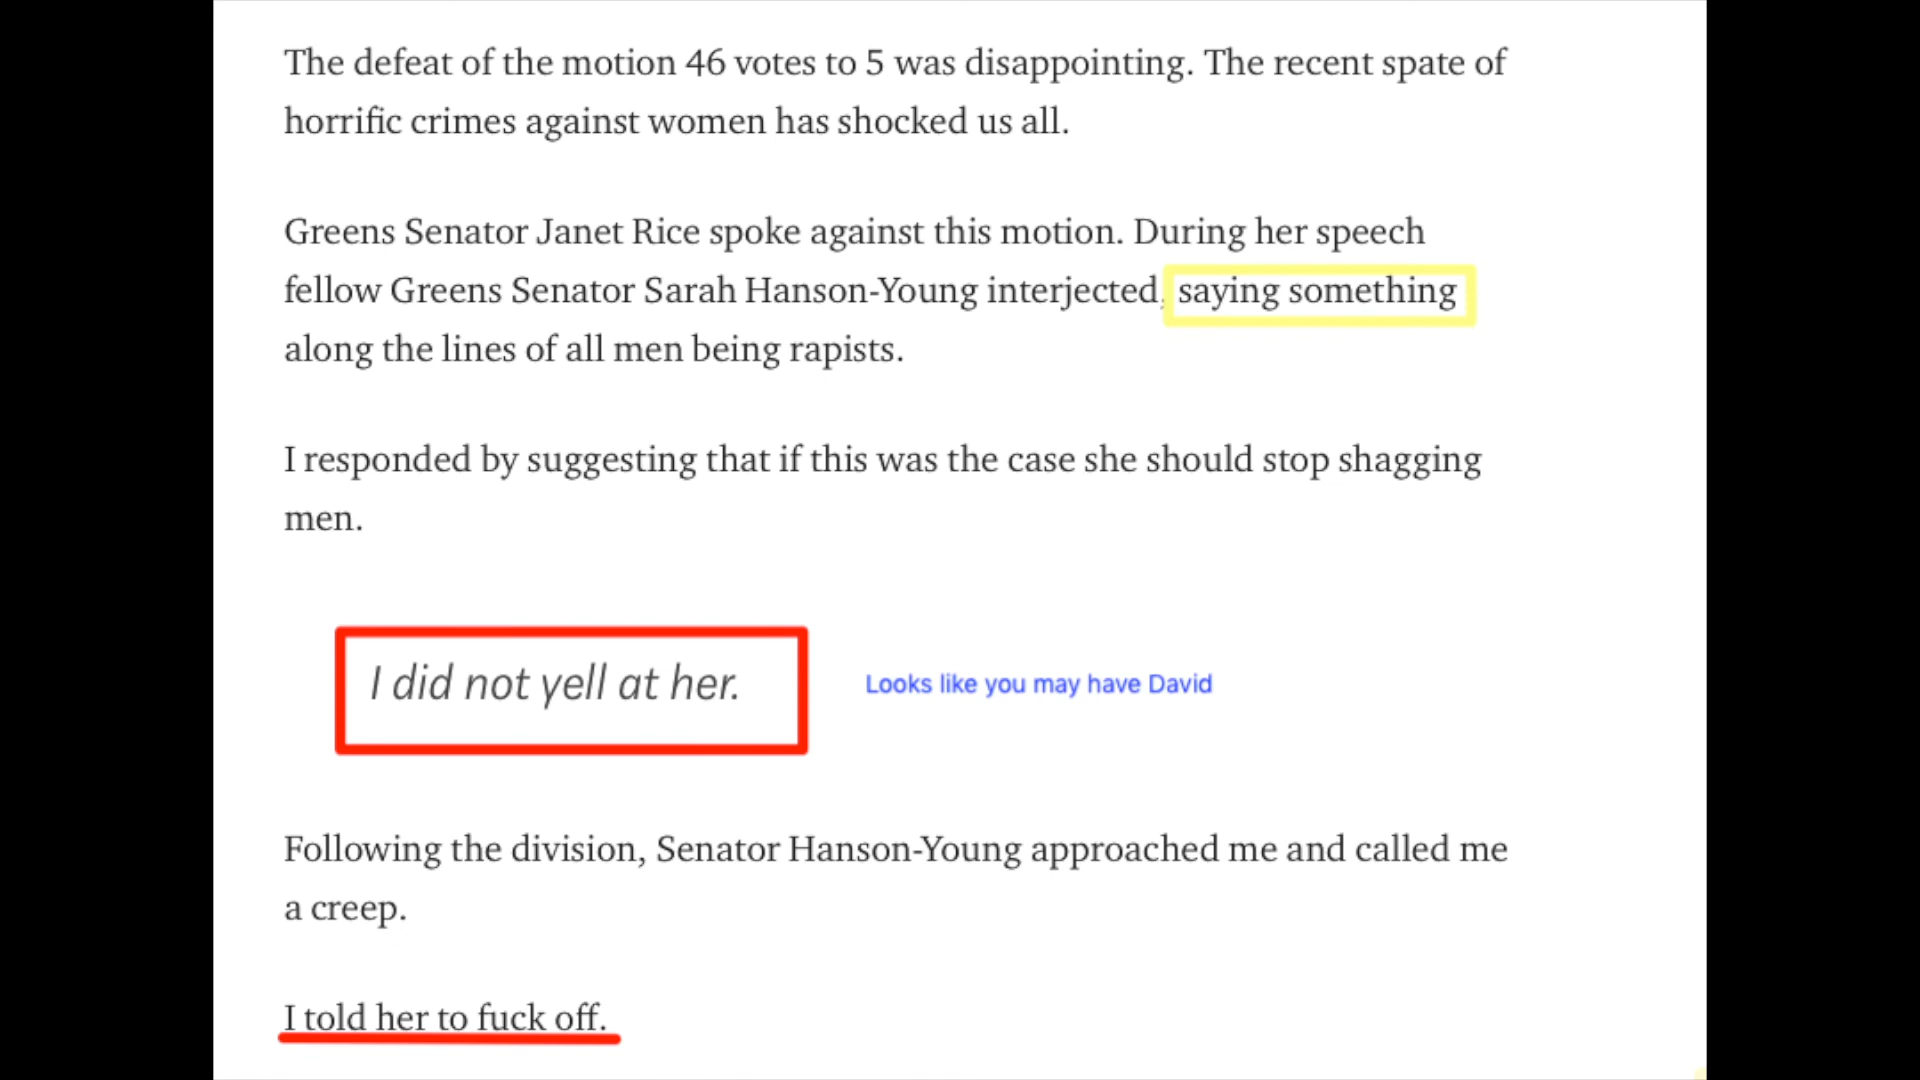 The defeat of the motion 46 votes to 5 was disappointing. The recent spate of
horrific crimes against women has shocked us all.
Greens Senator Janet Rice spoke against this motion. During her speech
fellow Greens Senator Sarah Hanson-Young interjected, saying something
along the lines of all men being rapists.
I responded by suggesting that if this was the case she should stop shagging
men.
I did not yell at her.
Looks like you may have David
Following the division, Senator Hanson-Young approached me and called me
a creep.
I told her to fuck off.